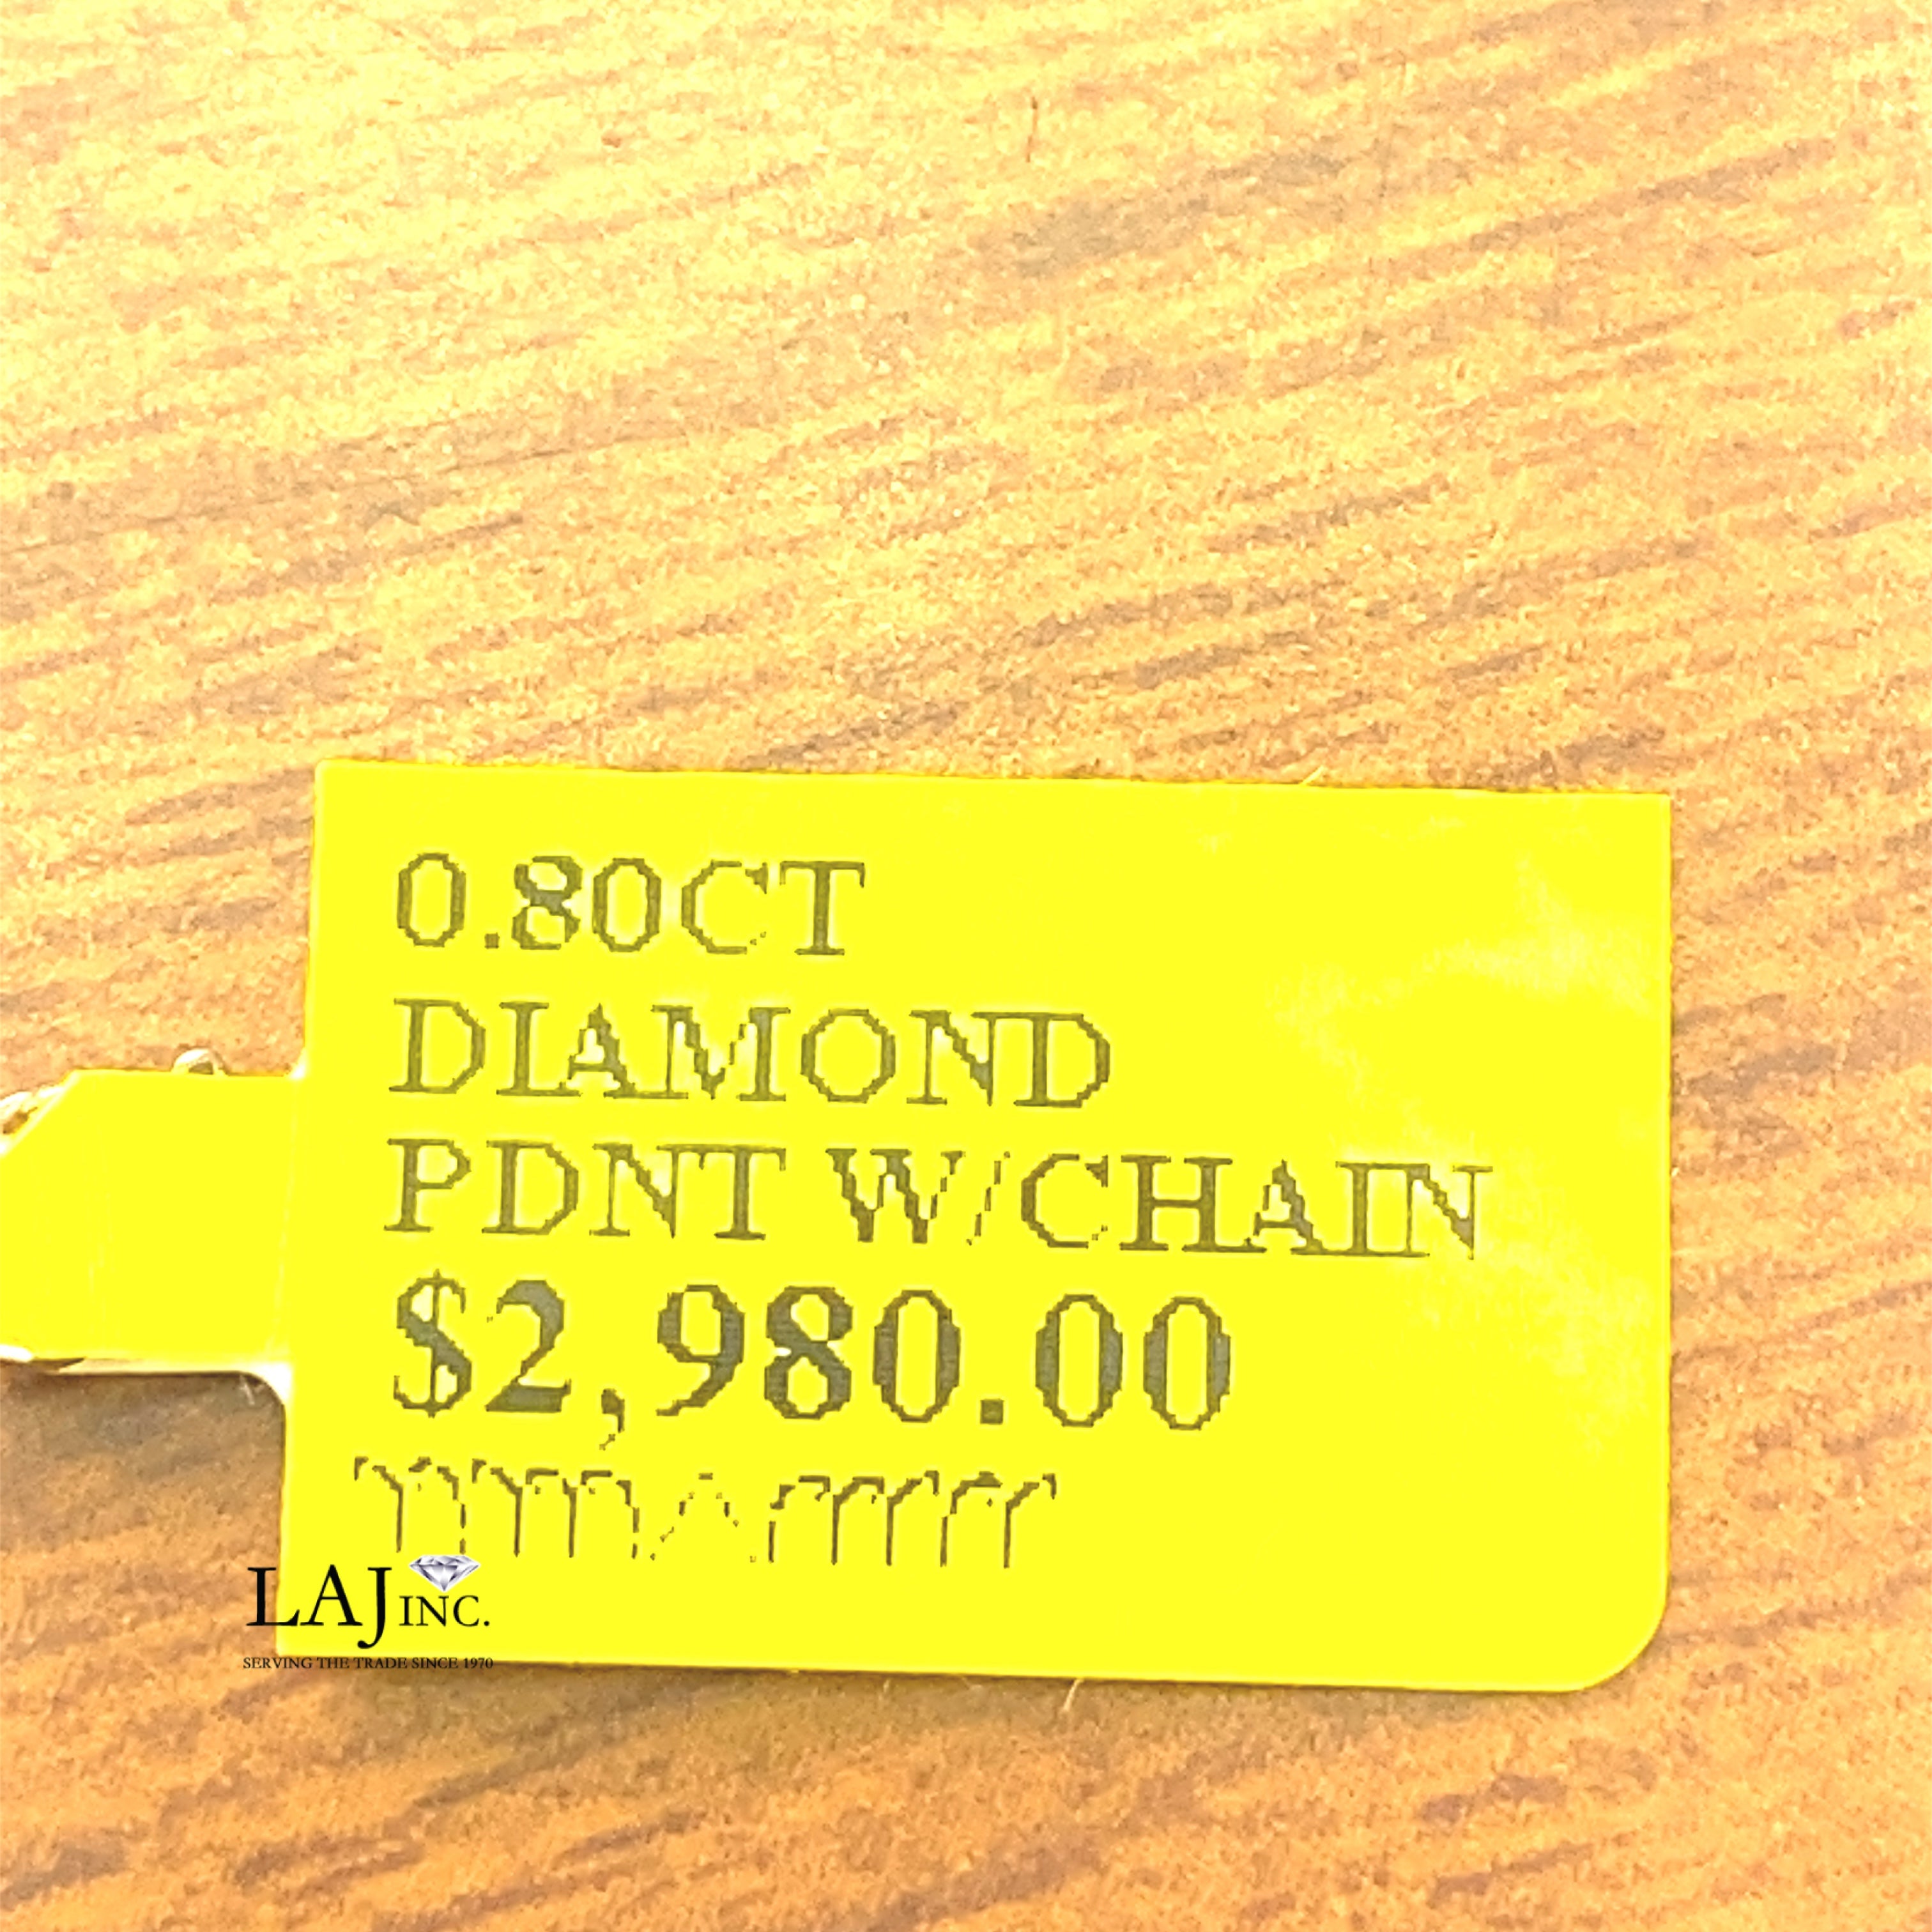 0.80CT
DIAMOND
PDNT W/CHAIN
$2,980.00
LAJ INC.
SERVING THE TRADE SINCE 1970